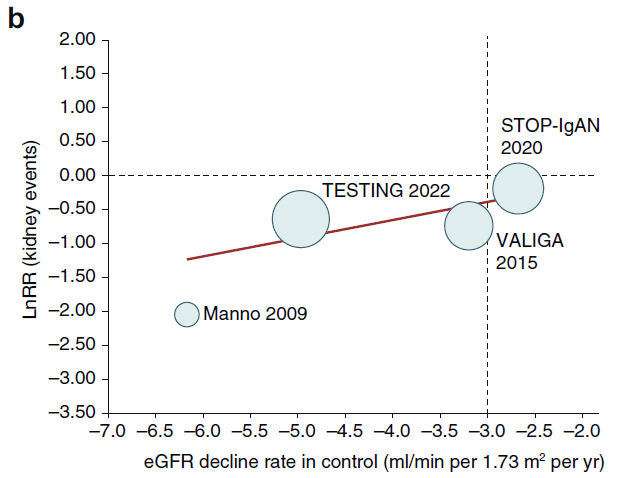 b
2.00
1.50
1.00
0.50
0.00
−0.50
−1.00
−1.50
−2.00
−2.50
−3.00
−3.50
LnRR (kidney events)
STOP-IgAN
2020
TESTING 2022
VALIGA
2015
Manno 2009
−7.0 −6.5 −6.0 −5.5 −5.0 −4.5 −4.0 −3.5 −3.0 −2.5 −2.0
eGFR decline rate in control (ml/min per 1.73 m² per yr)